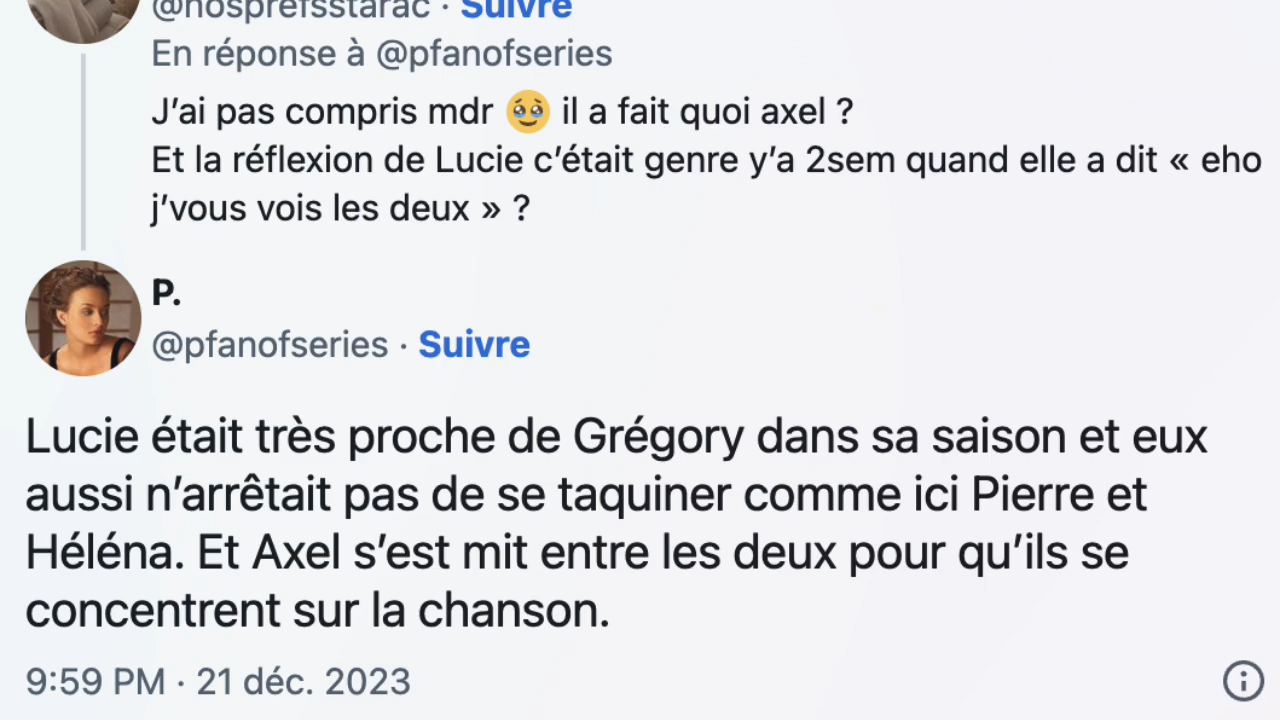 @nosprefsstarac · Suivre
En réponse à @pfanofseries
J’ai pas compris mdr 🥹 il a fait quoi axel ?
Et la réflexion de Lucie c’était genre y’a 2sem quand elle a dit « eho
j’vous vois les deux » ?
P.
@pfanofseries · Suivre
Lucie était très proche de Grégory dans sa saison et eux
aussi n’arrêtait pas de se taquiner comme ici Pierre et
Héléna. Et Axel s’est mit entre les deux pour qu’ils se
concentrent sur la chanson.
9:59 PM · 21 déc. 2023